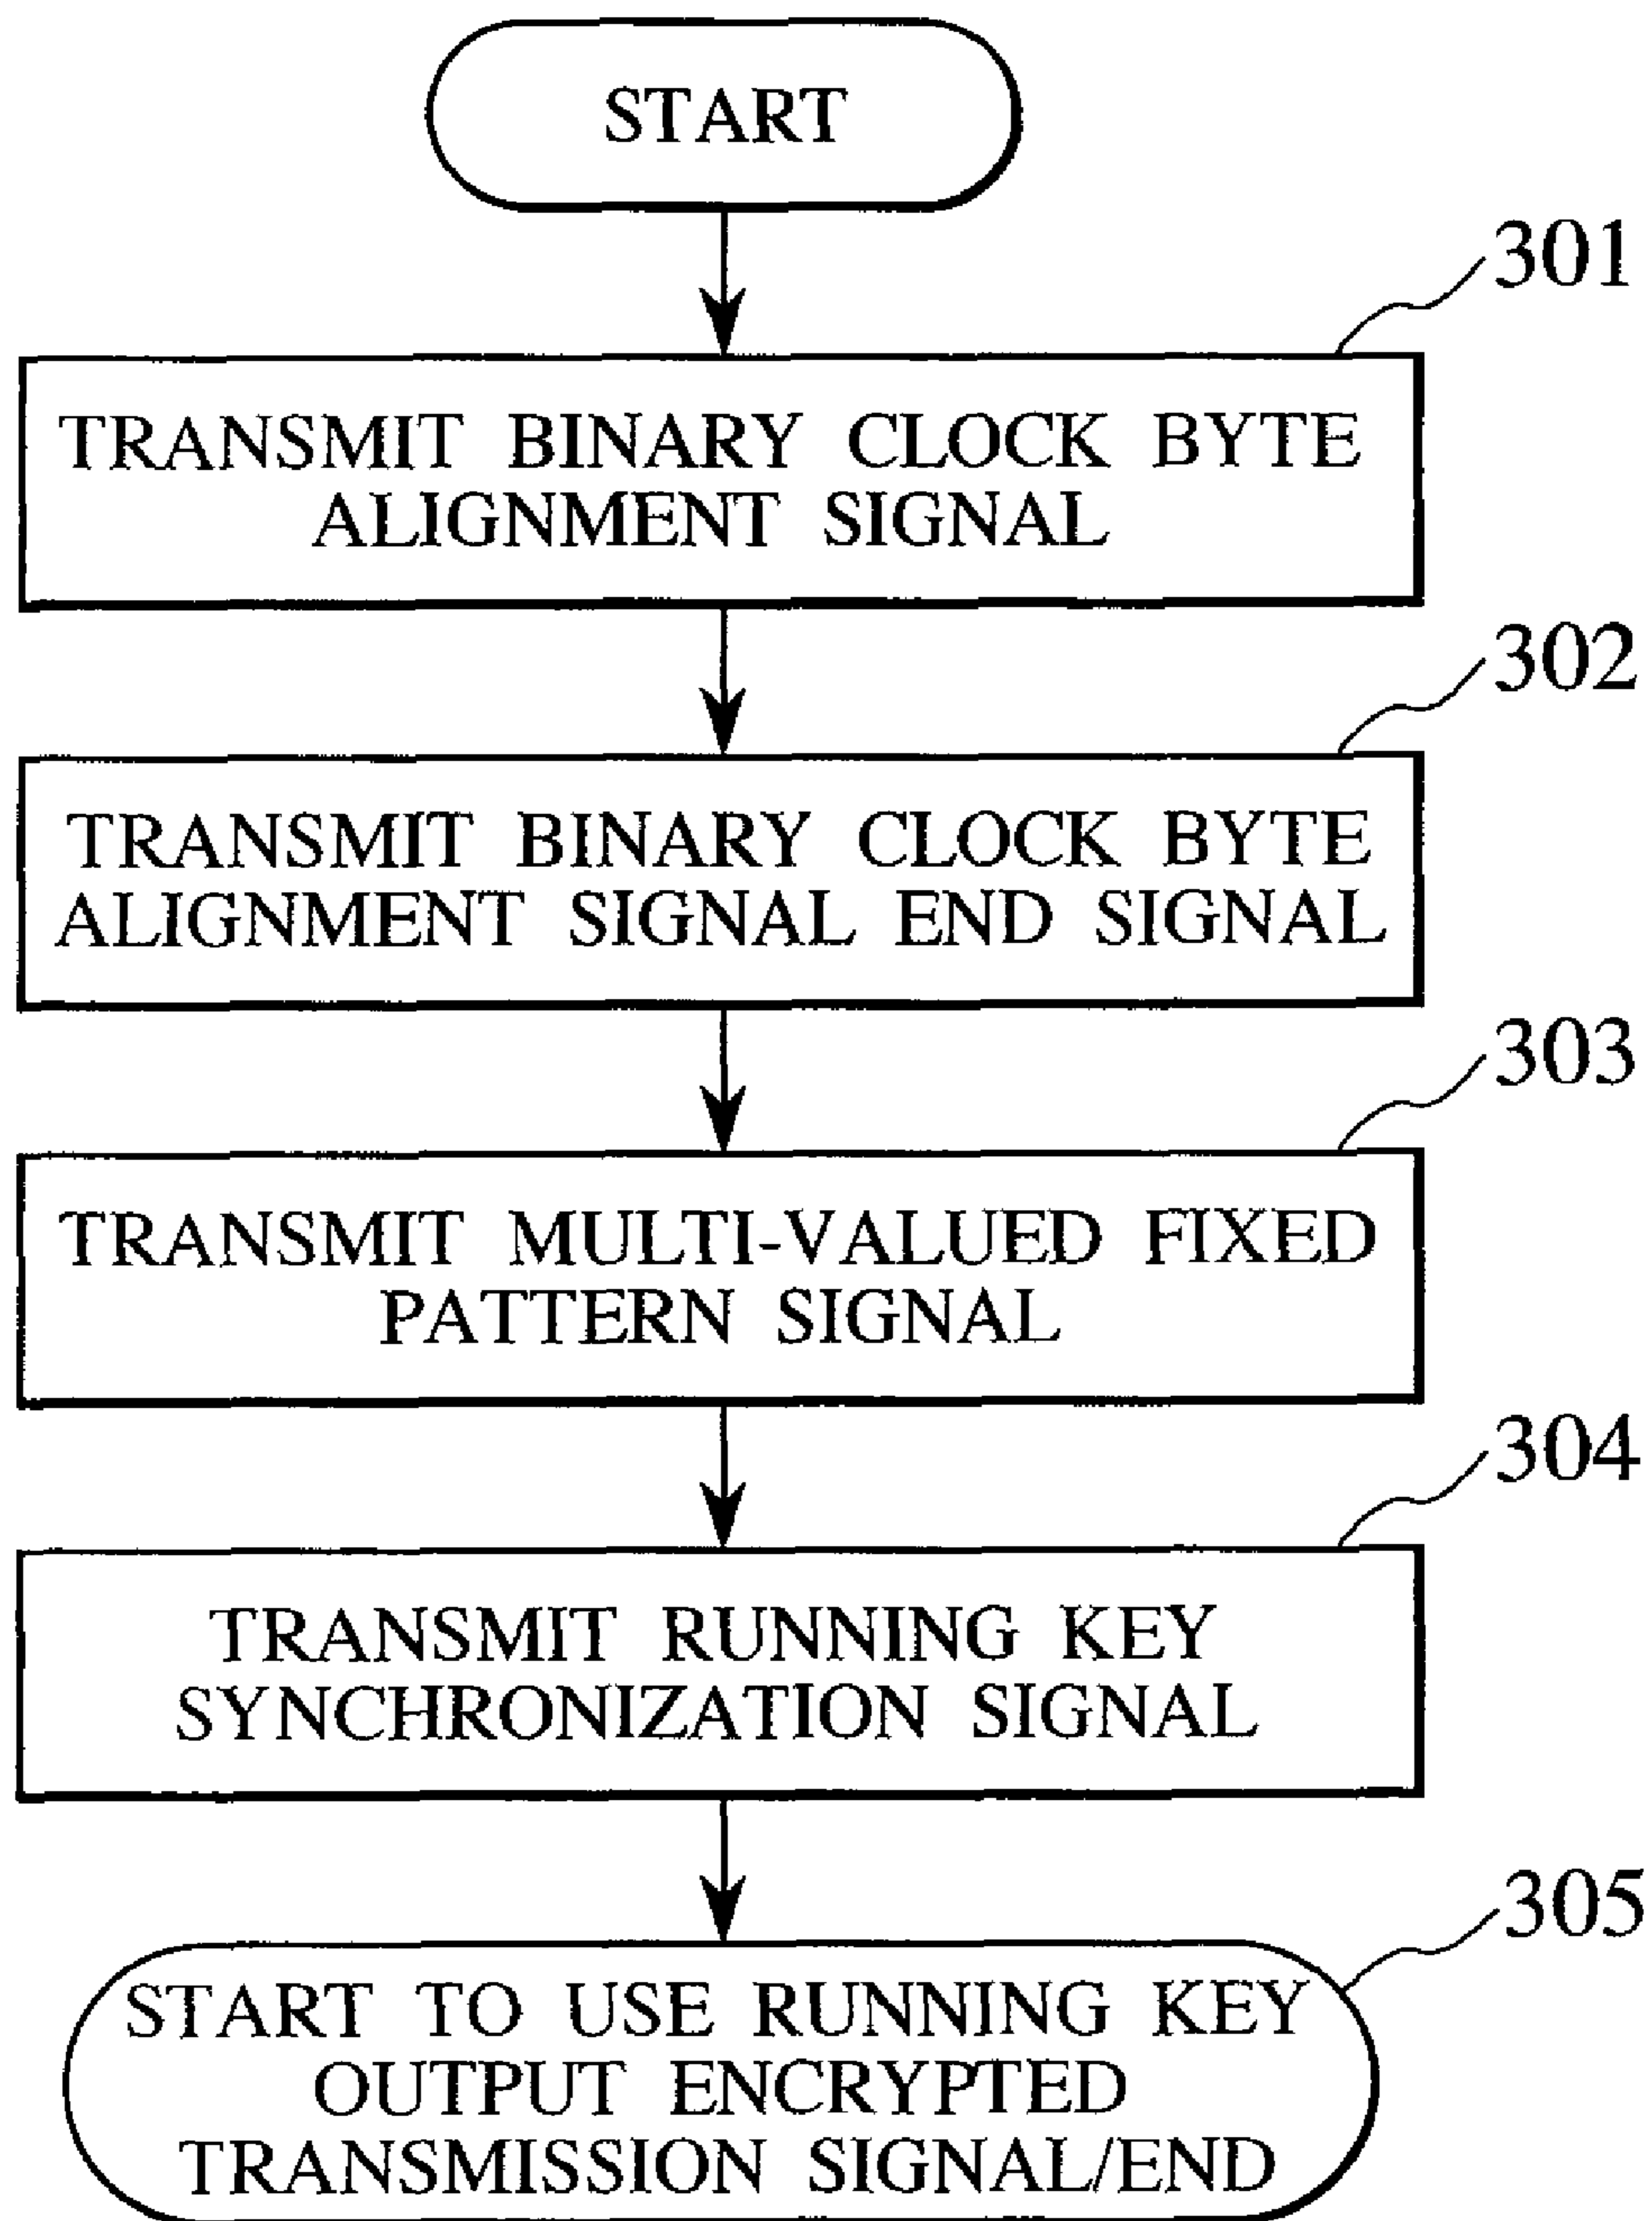 START
301
TRANSMIT BINARY CLOCK BYTE
ALIGNMENT SIGNAL
302
TRANSMIT BINARY CLOCK BYTE
ALIGNMENT SIGNAL END SIGNAL
303
TRANSMIT MULTI-VALUED FIXED
PATTERN SIGNAL
304
TRANSMIT RUNNING KEY
SYNCHRONIZATION SIGNAL
305
START TO USE RUNNING KEY
OUTPUT ENCRYPTED
TRANSMISSION SIGNAL/END